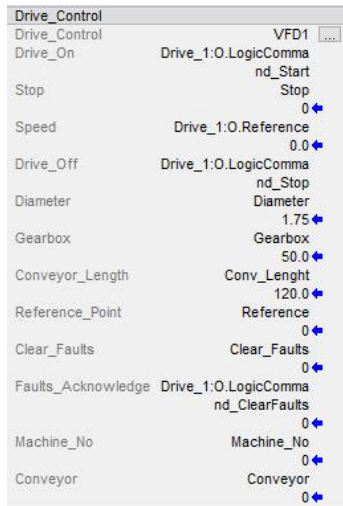 Drive_Control
Drive_Control VFD1 ...
Drive_On Drive_1:O.LogicComma
nd_Start
Stop Stop
0
Speed Drive_1:O.Reference
0.0
Drive_Off Drive_1:O.LogicComma
nd_Stop
Diameter Diameter
1.75
Gearbox Gearbox
50.0
Conveyor_Length Conv_Lenght
120.0
Reference_Point Reference
0
Clear_Faults Clear_Faults
0
Faults_Acknowledge Drive_1:O.LogicComma
nd_ClearFaults
0
Machine_No Machine_No
0
Conveyor Conveyor
0